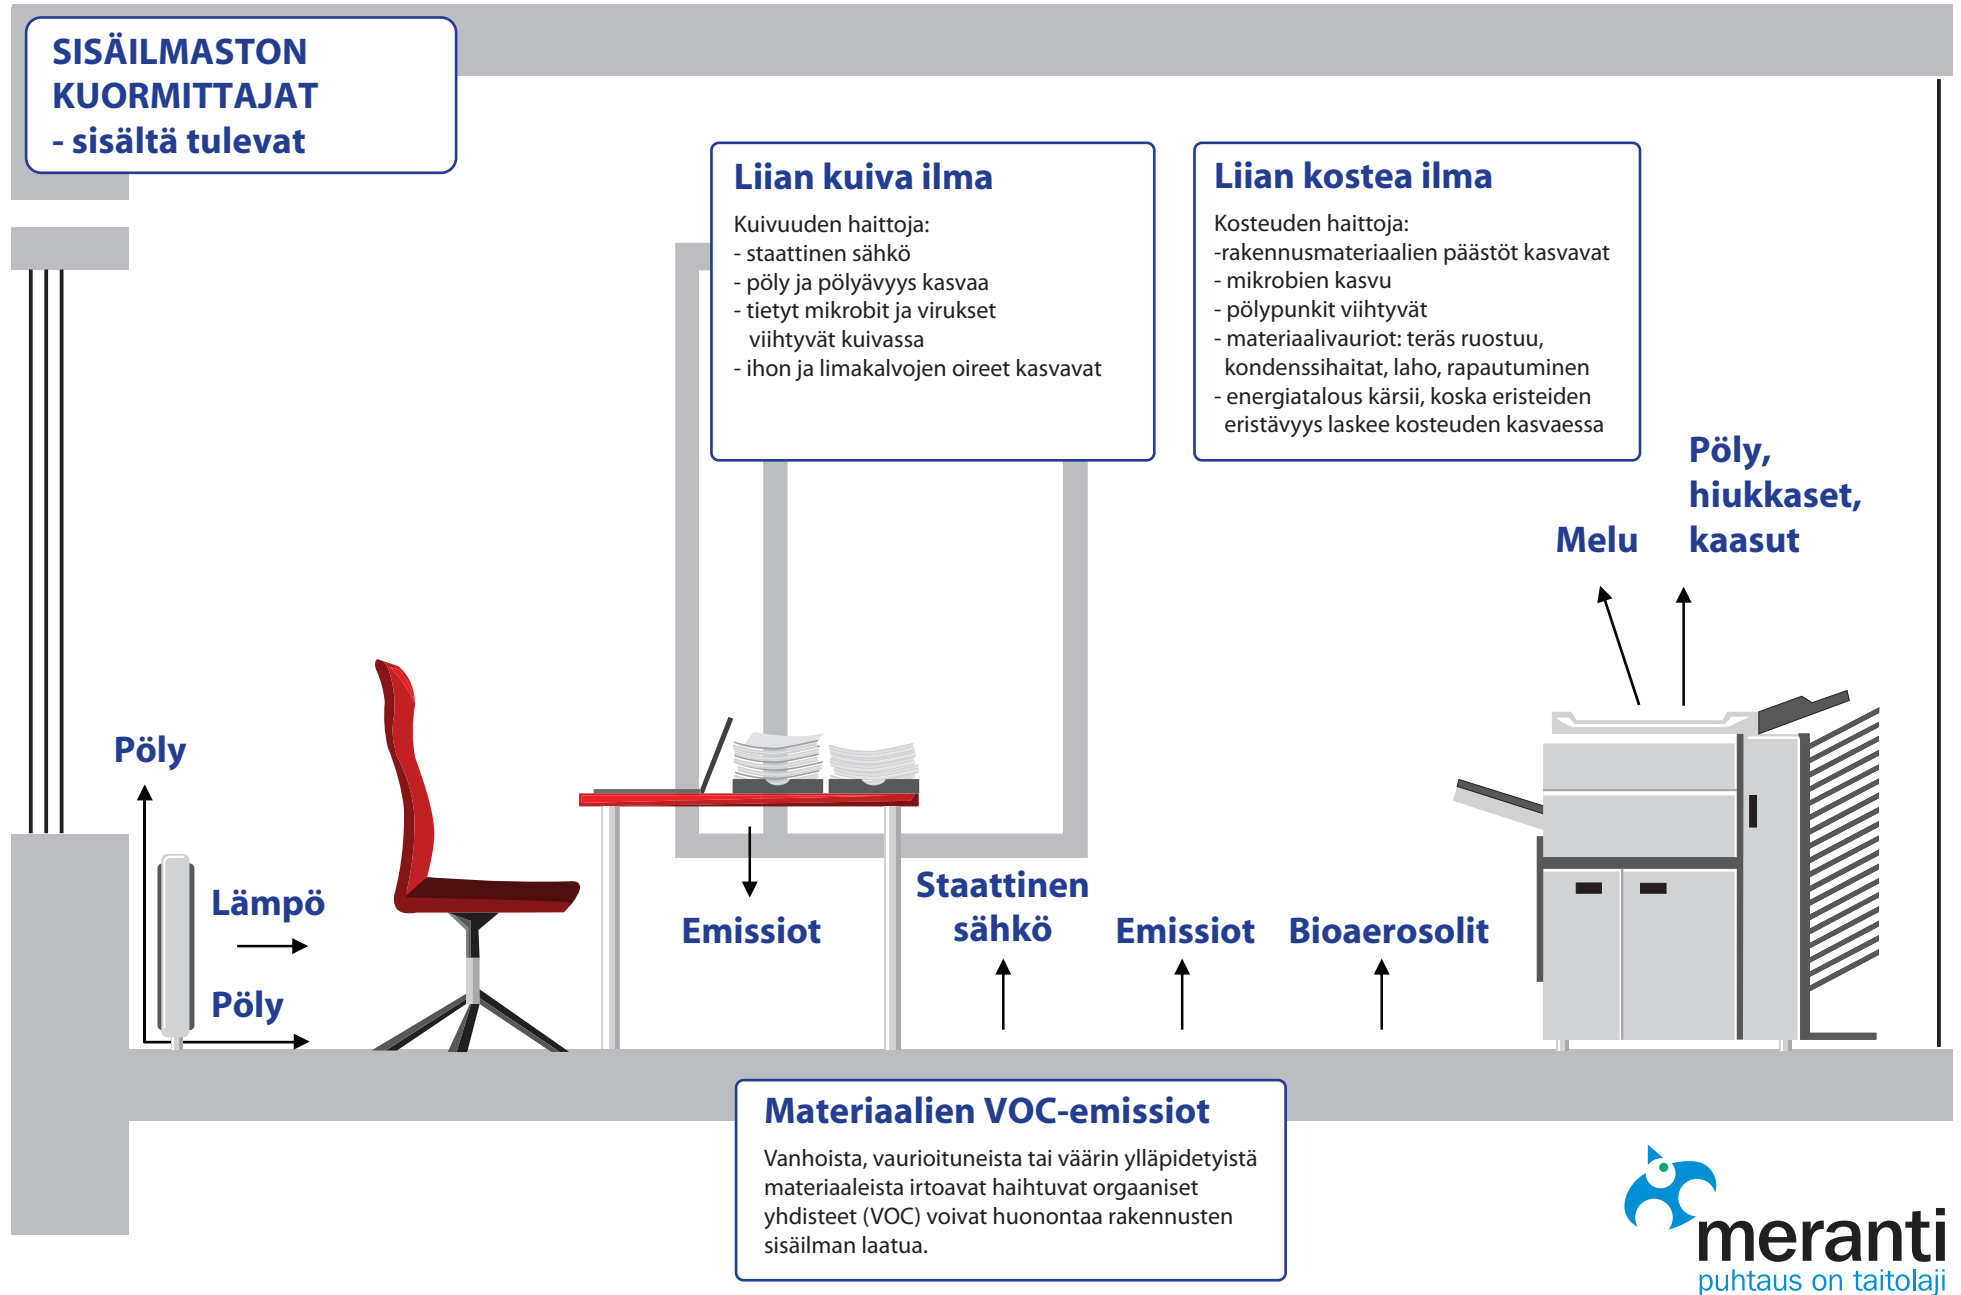 SISÄILMASTON
KUORMITTAJAT
- sisältä tulevat
Liian kuiva ilma
Kuivuuden haittoja:
- staattinen sähkö
- pöly ja pölyävyys kasvaa
- tietyt mikrobit ja virukset
viihtyvät kuivassa
- ihon ja limakalvojen oireet kasvavat
Liian kostea ilma
Kosteuden haittoja:
-rakennusmateriaalien päästöt kasvavat
- mikrobien kasvu
- pölypunkit viihtyvät
- materiaalivauriot: teräs ruostuu,
kondenssihaitat, laho, rapautuminen
- energiatalous kärsii, koska eristeiden
eristävyys laskee kosteuden kasvaessa
Melu
Pöly,
hiukkaset,
kaasut
Pöly
Lämpö
Pöly
Emissiot
Staattinen
sähkö
Emissiot
Bioaerosolit
Materiaalien VOC-emissiot
Vanhoista, vaurioituneista tai väärin ylläpidetyistä
materiaaleista irtoavat haihtuvat orgaaniset
yhdisteet (VOC) voivat huonontaa rakennusten
sisäilman laatua.
meranti
puhtaus on taitolaji